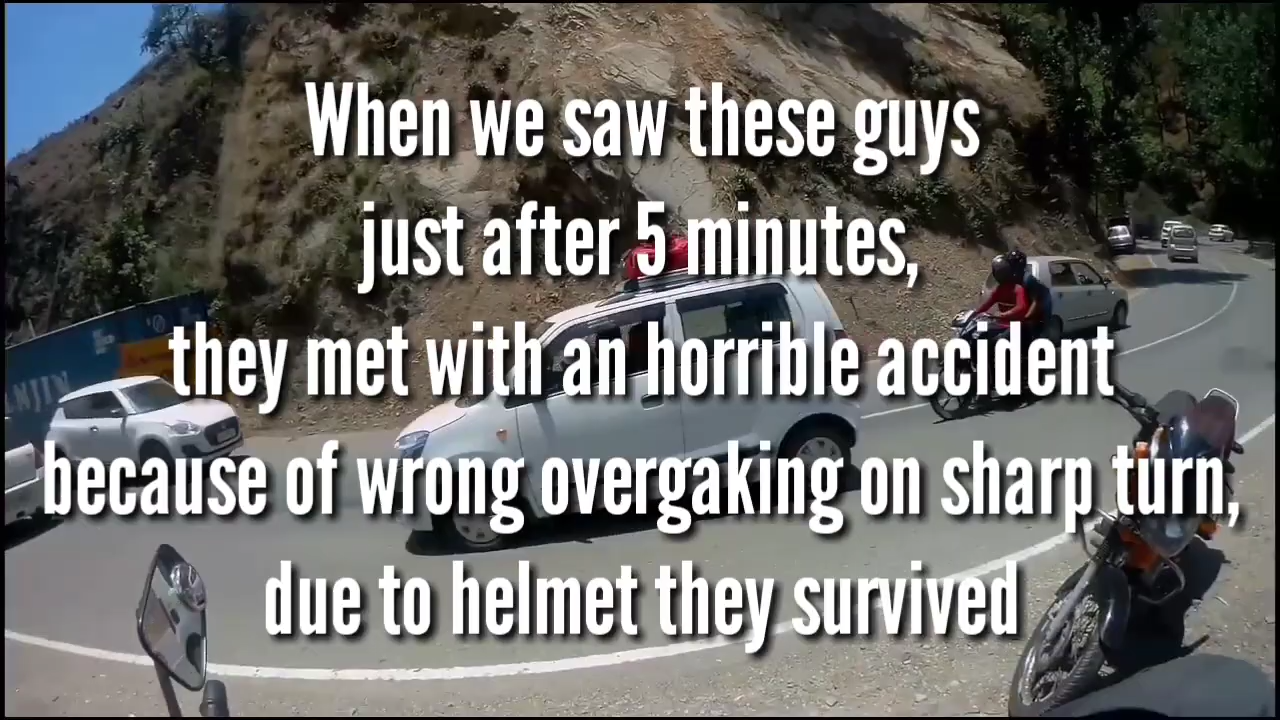 When we saw these guys
just after 5 minutes,
they met with an horrible accident
because of wrong overgaking on sharp turn,
due to helmet they survived